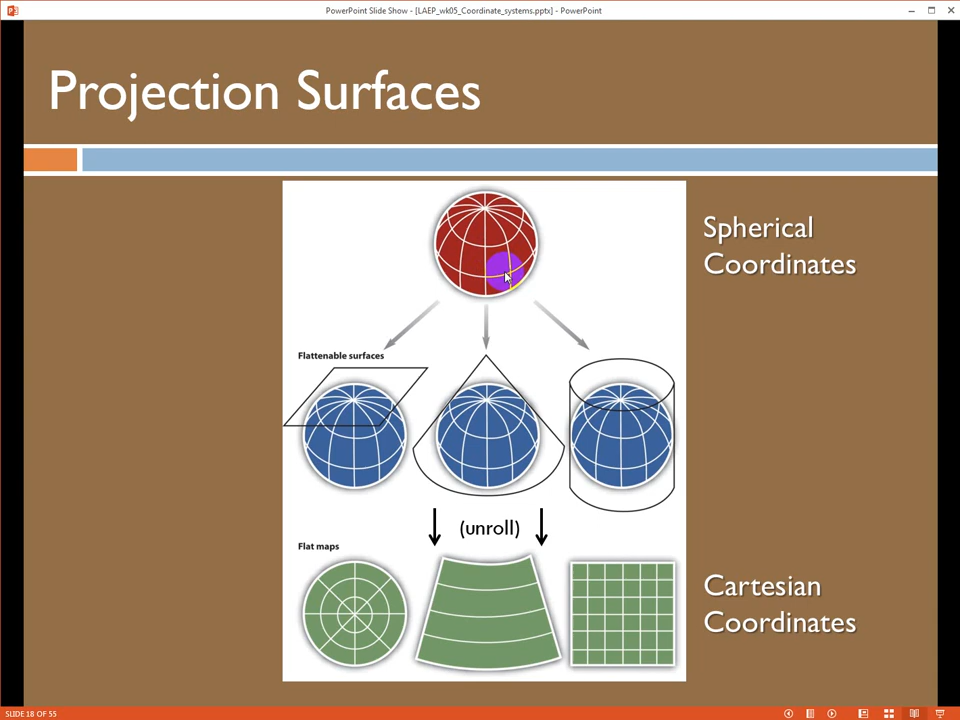 PowerPoint Slide Show - [LAEP_wk05_Coordinate_systems.pptx] - PowerPoint
Projection Surfaces
Spherical
Coordinates
Flattenable surfaces
(unroll)
Flat maps
Cartesian
Coordinates
SLIDE 18 OF 55